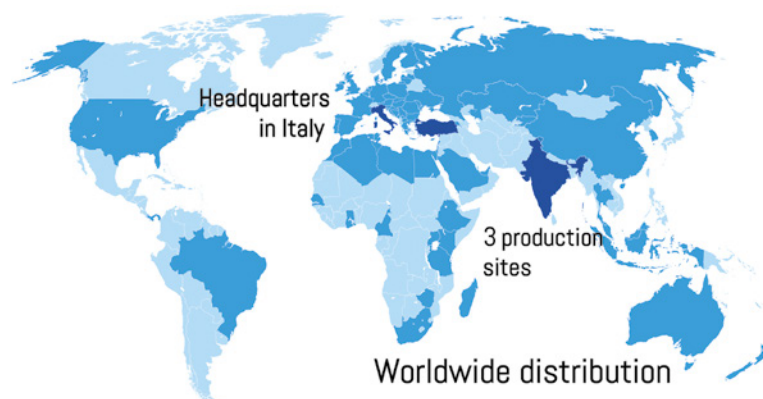 Headquarters
in Italy
3 production
sites
Worldwide distribution